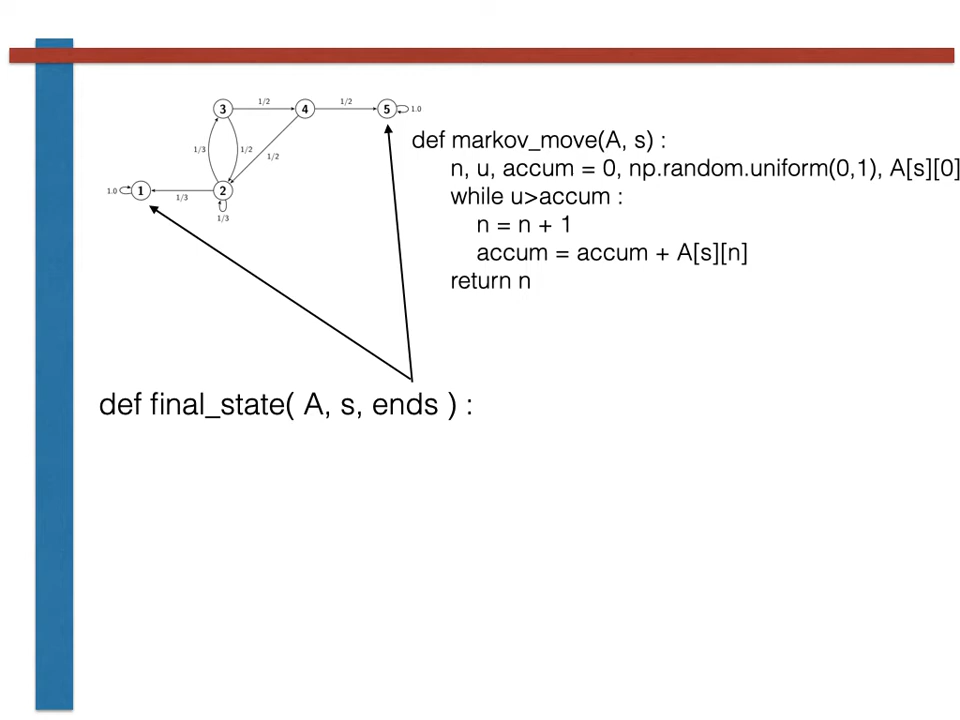 3 1/2 4 1/2 5 1.0
1/3 1/2 1/2
1.0 1 1/3 2
1/3
def markov_move(A, s) :
n, u, accum = 0, np.random.uniform(0,1), A[s][0]
while u>accum :
n = n + 1
accum = accum + A[s][n]
return n
def final_state( A, s, ends ) :